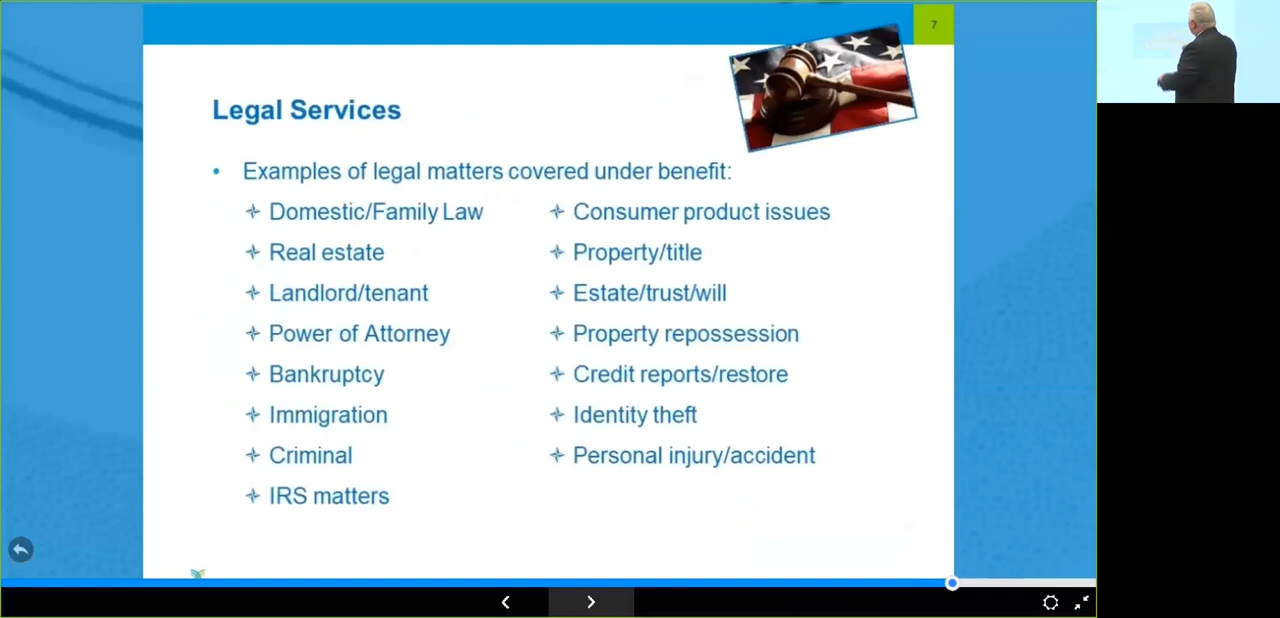 7
Legal Services
• Examples of legal matters covered under benefit:
Domestic/Family Law
Real estate
Landlord/tenant
Power of Attorney
Bankruptcy
Immigration
Criminal
IRS matters
Consumer product issues
Property/title
Estate/trust/will
Property repossession
Credit reports/restore
Identity theft
Personal injury/accident